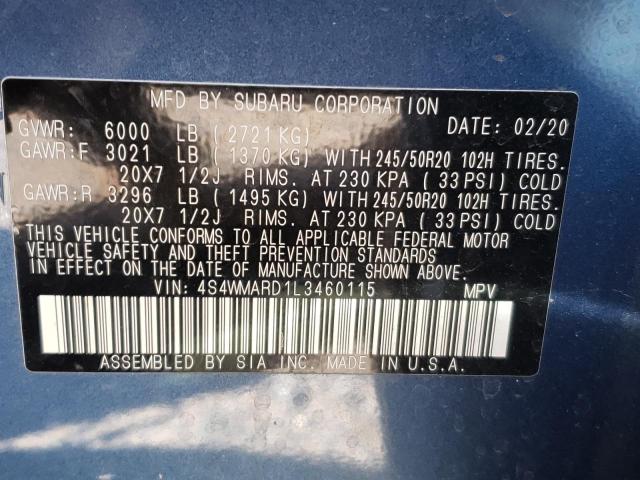 MFD BY SUBARU CORPORATION
GVWR: 6000 LB ( 2721 KG) DATE: 02/20
GAWR:F 3021 LB ( 1370 KG) WITH 245/50R20 102H TIRES.
20X7 1/2J RIMS. AT 230 KPA ( 33 PSI) COLD
GAWR:R 3296 LB ( 1495 KG) WITH 245/50R20 102H TIRES.
20X7 1/2J RIMS. AT 230 KPA ( 33 PSI) COLD
THIS VEHICLE CONFORMS TO ALL APPLICABLE FEDERAL MOTOR
VEHICLE SAFETY AND THEFT PREVENTION STANDARDS
IN EFFECT ON THE DATE OF MANUFACTURE SHOWN ABOVE.
VIN: 4S4WMARD1L3460115 MPV
ASSEMBLED BY SIA INC. MADE IN U.S.A.